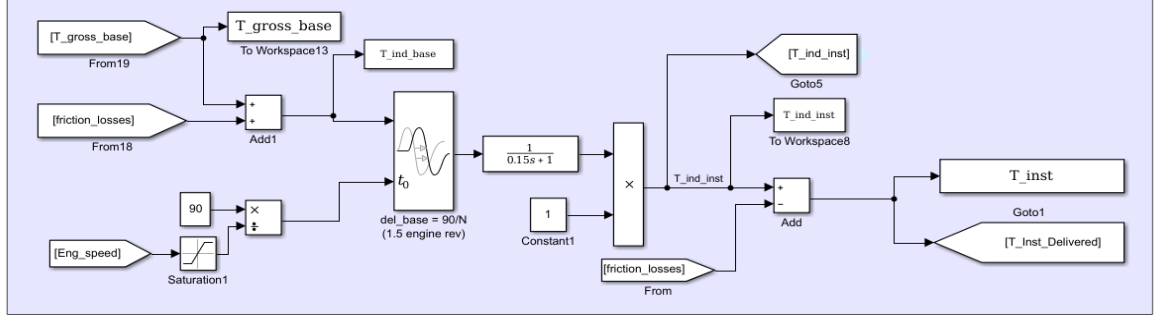 [T_gross_base]
From19
T_gross_base
To Workspace13
T_ind_base
[friction_losses]
From18
+
+
Add1
90
×
÷
[Eng_speed]
Saturation1
t0
del_base = 90/N
(1.5 engine rev)
1
0.15s + 1
1
Constant1
×
T_ind_inst
[T_ind_inst]
Goto5
T_ind_inst
To Workspace8
[friction_losses]
From
+
−
Add
T_inst
Goto1
[T_Inst_Delivered]